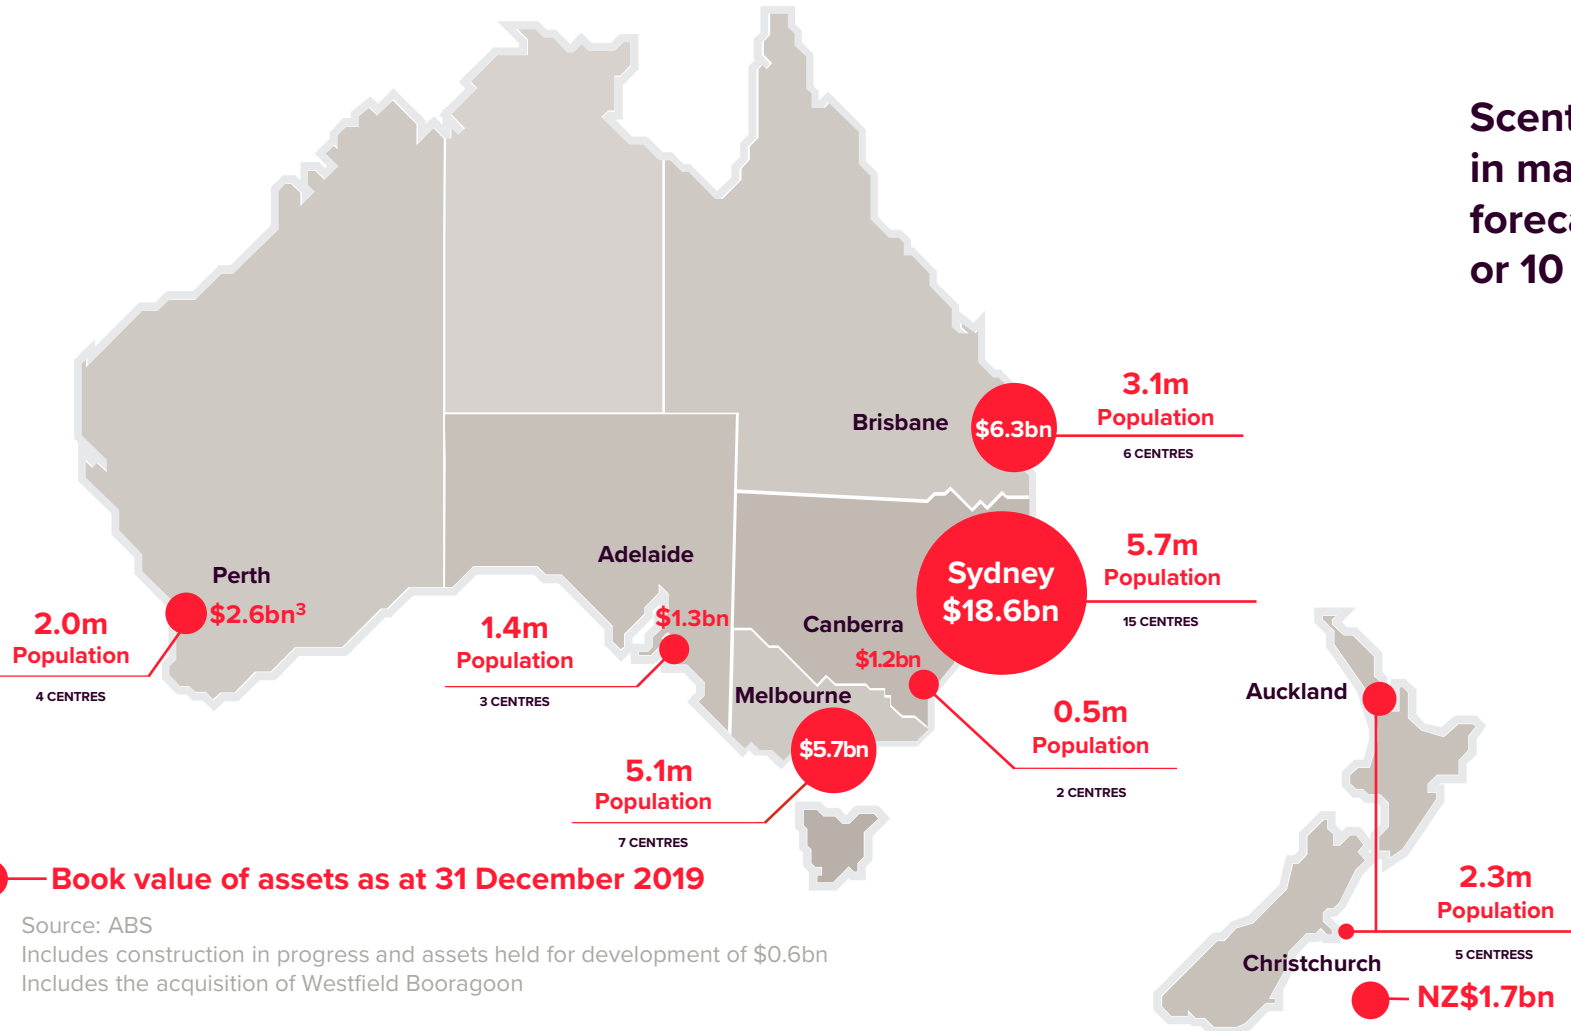 Scent
in ma
foreca
or 10
3.1m
Population
6 CENTRES
Brisbane
$6.3bn
5.7m
Population
15 CENTRES
Sydney
$18.6bn
Adelaide
$1.3bn
1.4m
Population
3 CENTRES
Perth
$2.6bn³
2.0m
Population
4 CENTRES
Canberra
$1.2bn
0.5m
Population
2 CENTRES
Melbourne
$5.7bn
5.1m
Population
7 CENTRES
Auckland
2.3m
Population
5 CENTRESS
Christchurch
NZ$1.7bn
Book value of assets as at 31 December 2019
Source: ABS
Includes construction in progress and assets held for development of $0.6bn
Includes the acquisition of Westfield Booragoon